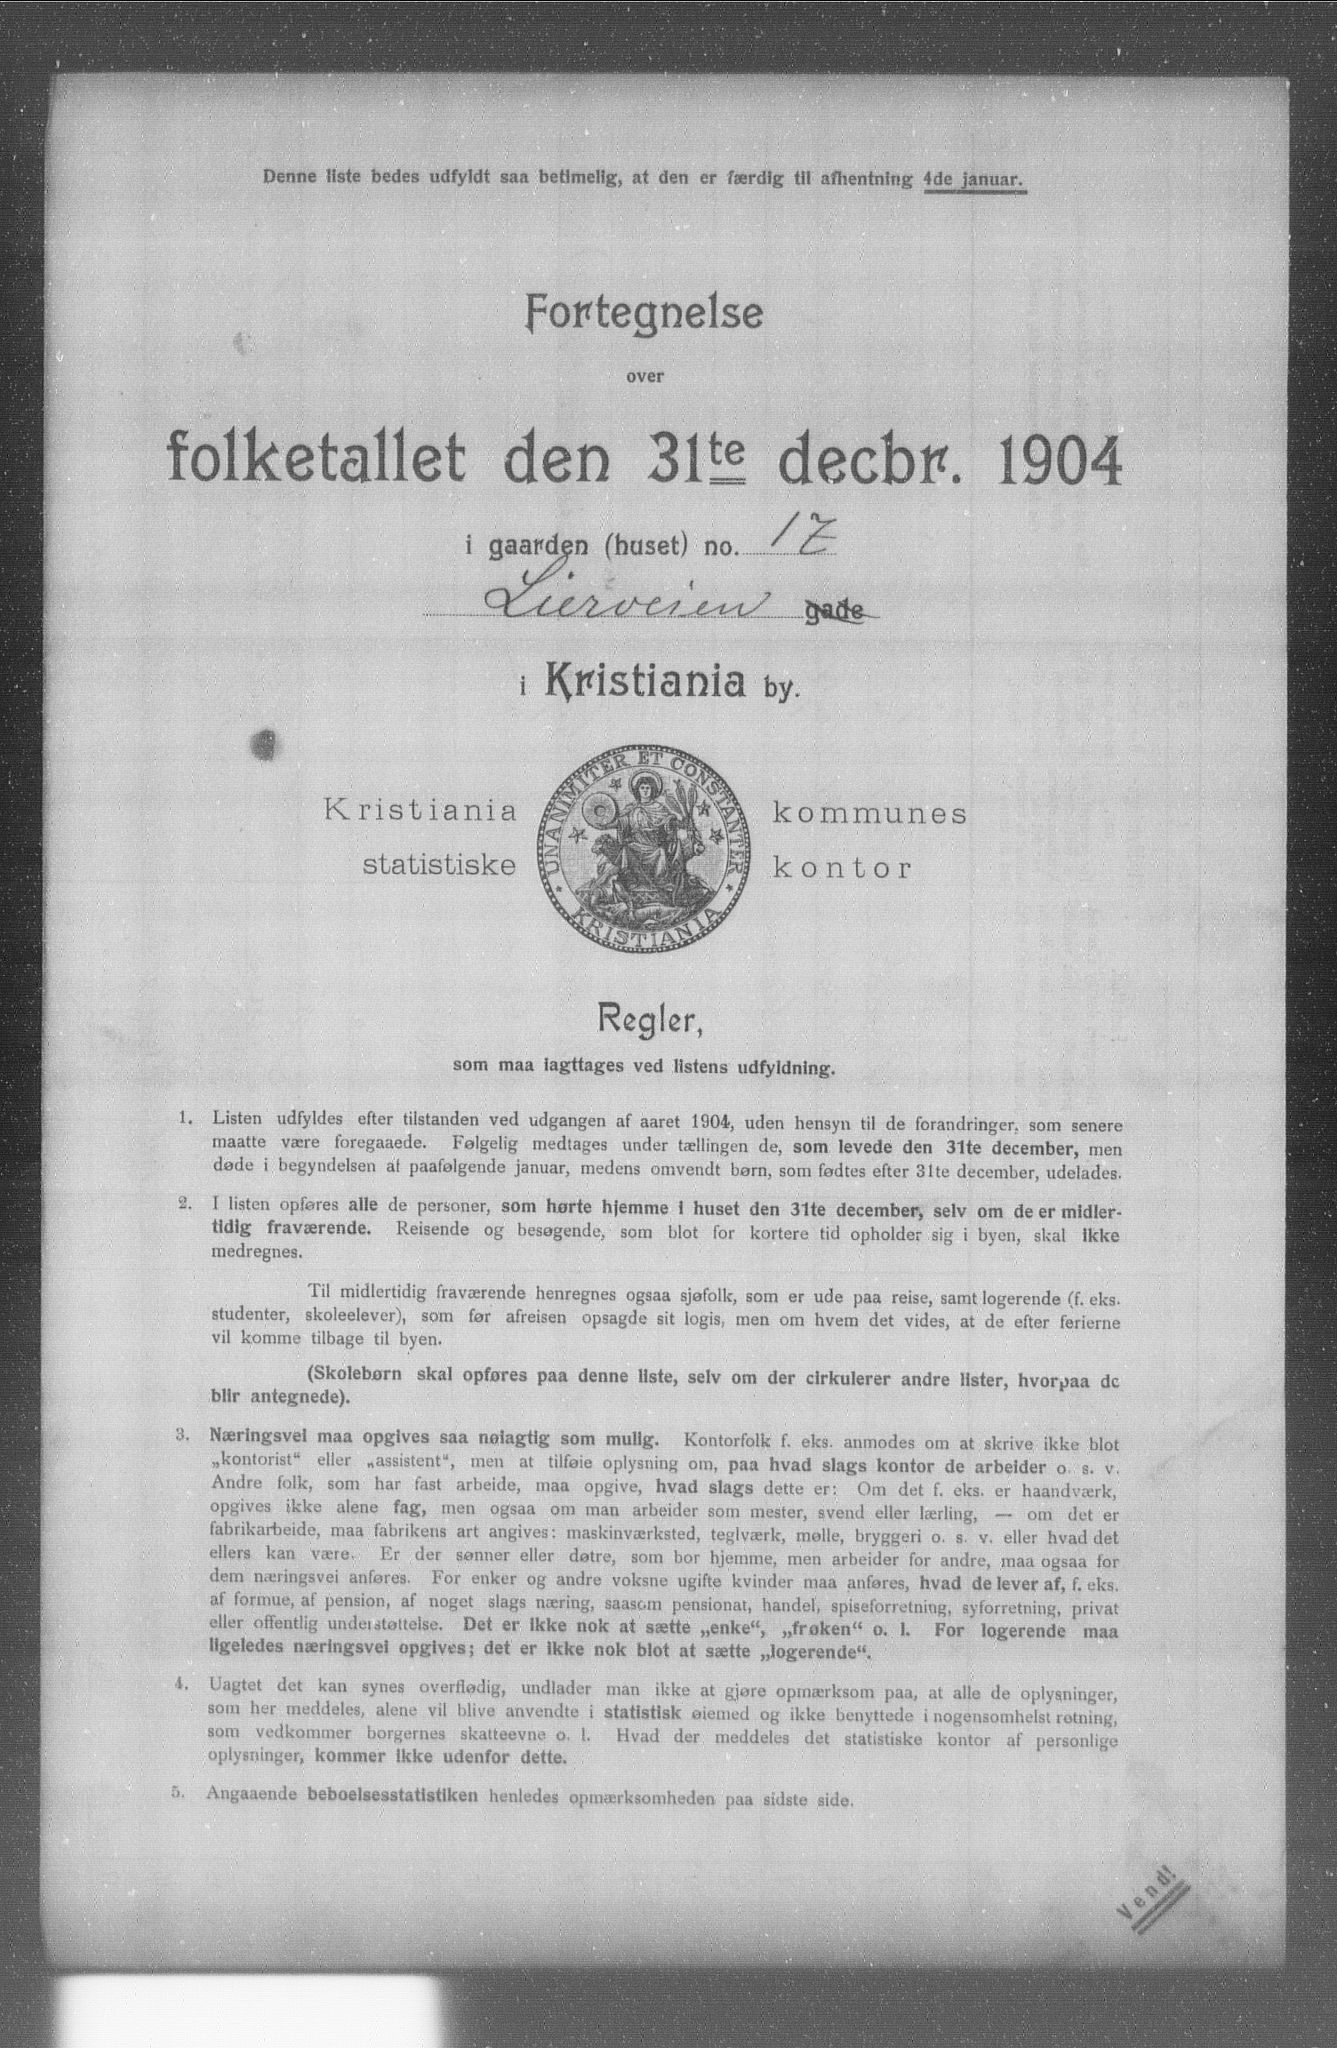 Denne liste bedes udfyldt saa betimelig, at den er færdig til afhentning 4de januar.
Fortegnelse
over
folketallet den 31te decbr. 1904
i gaarden (huset) no. 17
Lierveien gade
i Kristiania by.
Kristiania
statistiske
UNANIMITER ET CONSTANTER
KRISTIANIA
kommunes
kontor
Regler,
som maa iagttages ved listens udfyldning.
1. Listen udfyldes efter tilstanden ved udgangen af aaret 1904, uden hensyn til de forandringer, som senere
maatte være foregaaede. Følgelig medtages under tællingen de, som levede den 31te december, men
døde i begyndelsen af paafølgende januar, medens omvendt børn, som fødtes efter 31te december, udelades.
2. I listen opføres alle de personer, som hørte hjemme i huset den 31te december, selv om de er midler-
tidig fraværende. Reisende og besøgende, som blot for kortere tid opholder sig i byen, skal ikke
medregnes.
Til midlertidig fraværende henregnes ogsaa sjøfolk, som er ude paa reise, samt logerende (f. eks.
studenter, skoleelever), som før afreisen opsagde sit logis, men om hvem det vides, at de efter ferierne
vil komme tilbage til byen.
(Skolebørn skal opføres paa denne liste, selv om der cirkulerer andre lister, hvorpaa de
blir antegnede).
3. Næringsvei maa opgives saa nøiagtig som mulig. Kontorfolk f. eks. anmodes om at skrive ikke blot
„kontorist“ eller „assistent“, men at tilføie oplysning om, paa hvad slags kontor de arbeider o. s. v.
Andre folk, som har fast arbeide, maa opgive, hvad slags dette er: Om det f. eks. er haandværk,
opgives ikke alene fag, men ogsaa om man arbeider som mester, svend eller lærling, — om det er
fabrikarbeide, maa fabrikens art angives: maskinværksted, teglværk, mølle, bryggeri o. s. v. eller hvad det
ellers kan være. Er der sønner eller døtre, som bor hjemme, men arbeider for andre, maa ogsaa for
dem næringsvei anføres. For enker og andre voksne ugifte kvinder maa anføres, hvad de lever af, f. eks.
af formue, af pension, af noget slags næring, saasom pensionat, handel, spiseforretning, syforretning, privat
eller offentlig understøttelse. Det er ikke nok at sætte „enke“, „frøken“ o. l. For logerende maa
ligeledes næringsvei opgives; det er ikke nok blot at sætte „logerende“.
4. Uagtet det kan synes overflødig, undlader man ikke at gjøre opmærksom paa, at alle de oplysninger,
som her meddeles, alene vil blive anvendte i statistisk øiemed og ikke benyttede i nogensomhelst retning,
som vedkommer borgernes skatteevne o. l. Hvad der meddeles det statistiske kontor af personlige
oplysninger, kommer ikke udenfor dette.
5. Angaaende beboelsesstatistiken henledes opmærksomheden paa sidste side.
Vend!